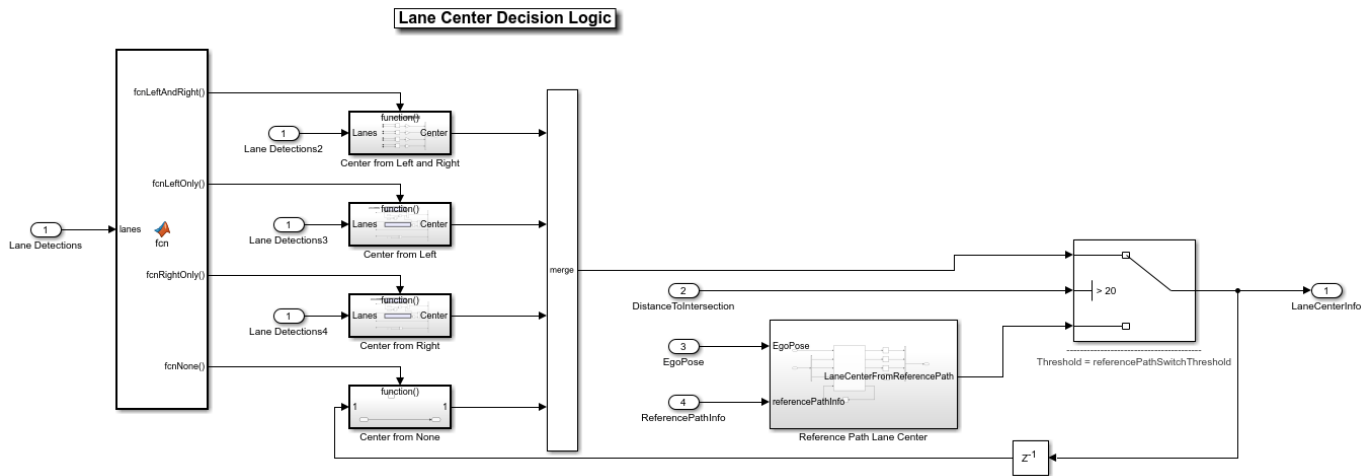 Lane Center Decision Logic
fcnLeftAndRight()
function()
1
Lanes
Center
Lane Detections2
Center from Left and Right
fcnLeftOnly()
function()
1
Lanes
Center
Lane Detections3
Center from Left
1
lanes
fcn
Lane Detections
merge
fcnRightOnly()
function()
1
Lanes
Center
Lane Detections4
Center from Right
fcnNone()
function()
1
1
Center from None
2
DistanceToIntersection
> 20
1
LaneCenterInfo
3
EgoPose
EgoPose
LaneCenterFromReferencePath
4
ReferencePathInfo
referencePathInfo
Reference Path Lane Center
Threshold = referencePathSwitchThreshold
Z-1